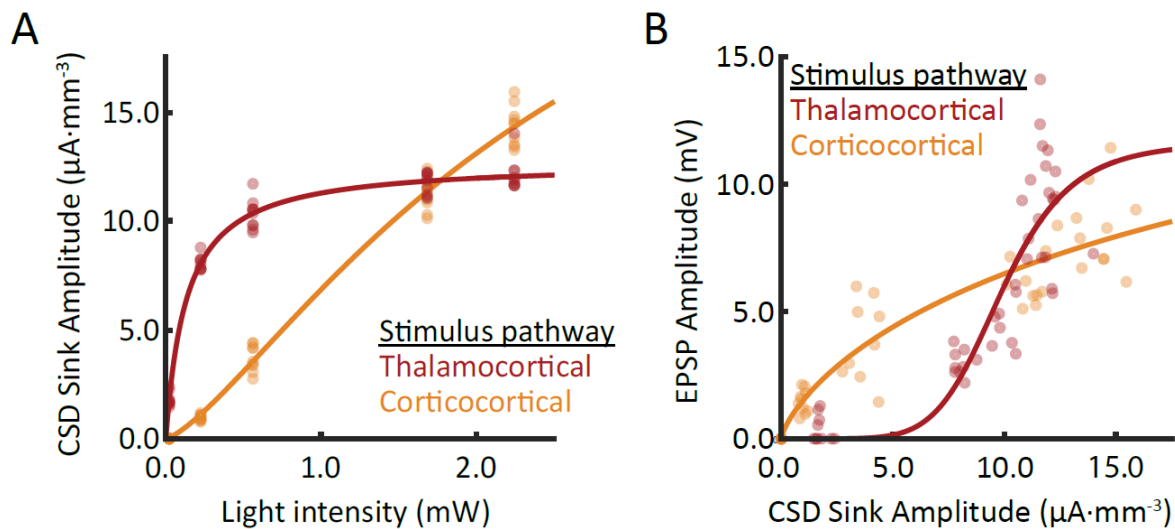 A
CSD Sink Amplitude (µA·mm⁻³)
15.0
10.0
5.0
0.0
0.0
1.0
2.0
Light intensity (mW)
Stimulus pathway
Thalamocortical
Corticocortical
B
EPSP Amplitude (mV)
15.0
10.0
5.0
0.0
0.0
5.0
10.0
15.0
CSD Sink Amplitude (µA·mm⁻³)
Stimulus pathway
Thalamocortical
Corticocortical